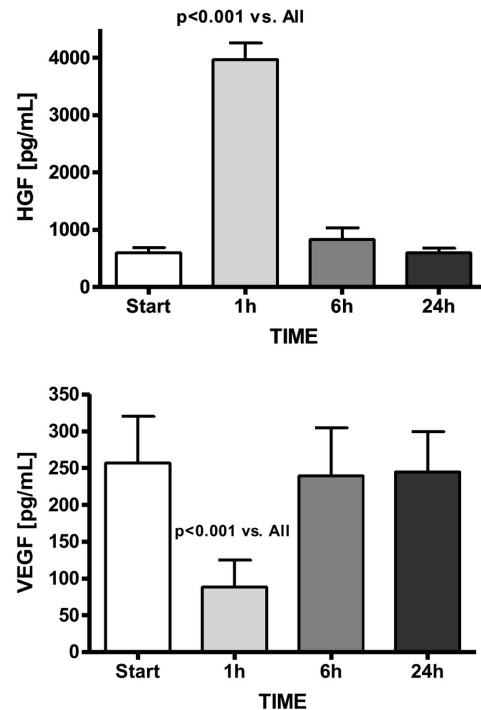 p<0.001 vs. All
4000
3000
2000
1000
0
HGF [pg/mL]
Start 1h 6h 24h
TIME
350
300
250
200
150
100
50
0
VEGF [pg/mL]
p<0.001 vs. All
Start 1h 6h 24h
TIME